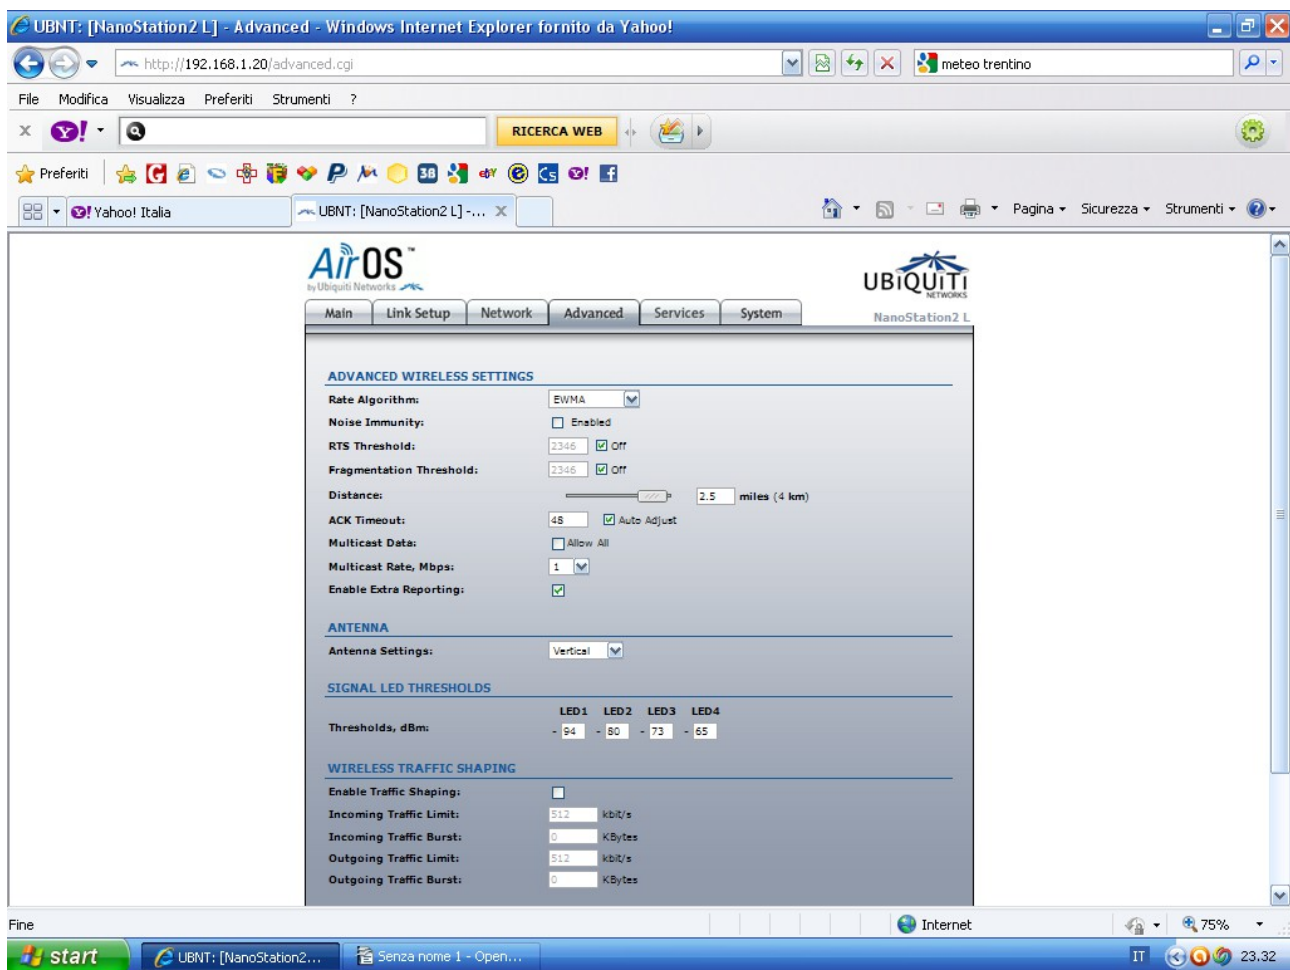 UBNT: [NanoStation2 L] - Advanced - Windows Internet Explorer fornito da Yahoo!
http://192.168.1.20/advanced.cgi
meteo trentino
File Modifica Visualizza Preferiti Strumenti ?
X Y! RICERCA WEB
Preferiti
Yahoo! Italia
UBNT: [NanoStation2 L] -... X
Pagina Sicurezza Strumenti
AirOS™
by Ubiquiti Networks
UBiQUiTi
NETWORKS
Main Link Setup Network Advanced Services System
NanoStation2 L
ADVANCED WIRELESS SETTINGS
Rate Algorithm: EWMA
Noise Immunity: Enabled
RTS Threshold: 2346 Off
Fragmentation Threshold: 2346 Off
Distance: 2.5 miles (4 km)
ACK Timeout: 48 Auto Adjust
Multicast Data: Allow All
Multicast Rate, Mbps: 1
Enable Extra Reporting:
ANTENNA
Antenna Settings: Vertical
SIGNAL LED THRESHOLDS
LED1 LED2 LED3 LED4
Thresholds, dBm: - 94 - 80 - 73 - 65
WIRELESS TRAFFIC SHAPING
Enable Traffic Shaping:
Incoming Traffic Limit: 512 kbit/s
Incoming Traffic Burst: 0 KBytes
Outgoing Traffic Limit: 512 kbit/s
Outgoing Traffic Burst: 0 KBytes
Fine
Internet
75%
start
UBNT: [NanoStation2...
Senza nome 1 - Open...
IT
23.32